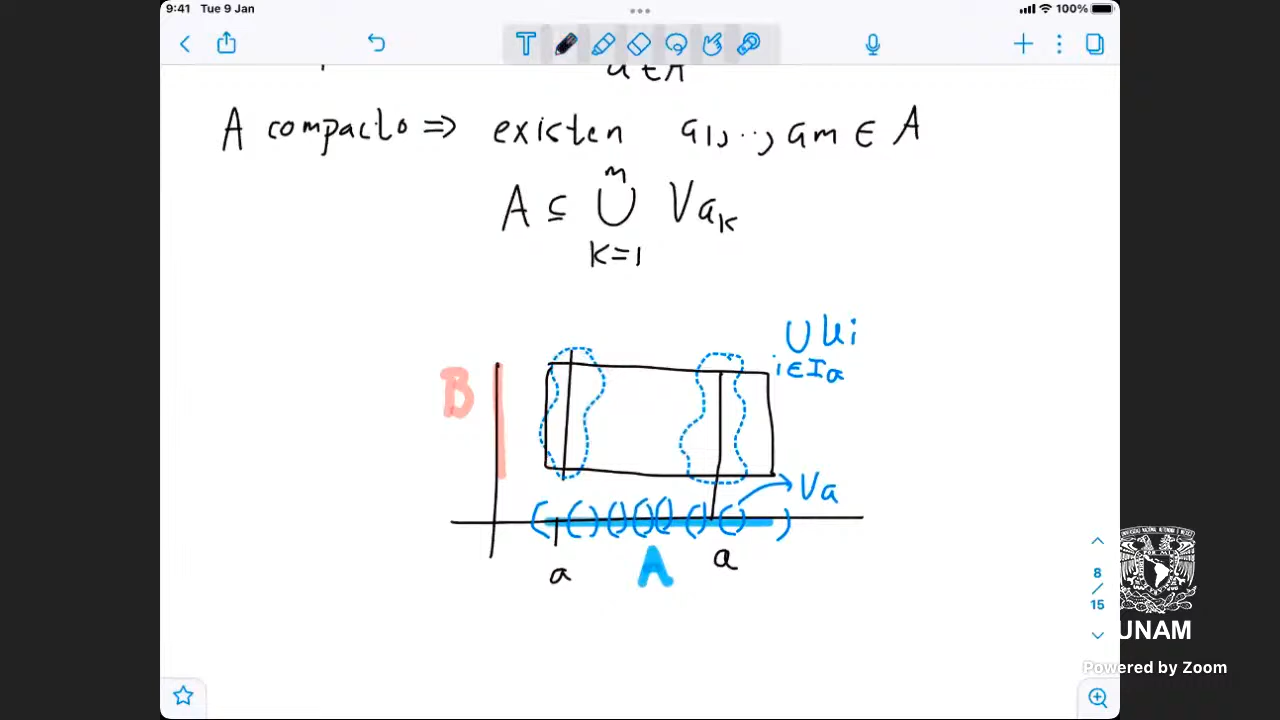 9:41 Tue 9 Jan
100%
a ∈ A
A compacto ⇒ existen a1,..,am ∈ A
m
A ⊆ ∪ Vak
K=1
∪ Ui
i∈Ia
B
Va
a
A
a
8
/
15
UNAM
Powered by Zoom